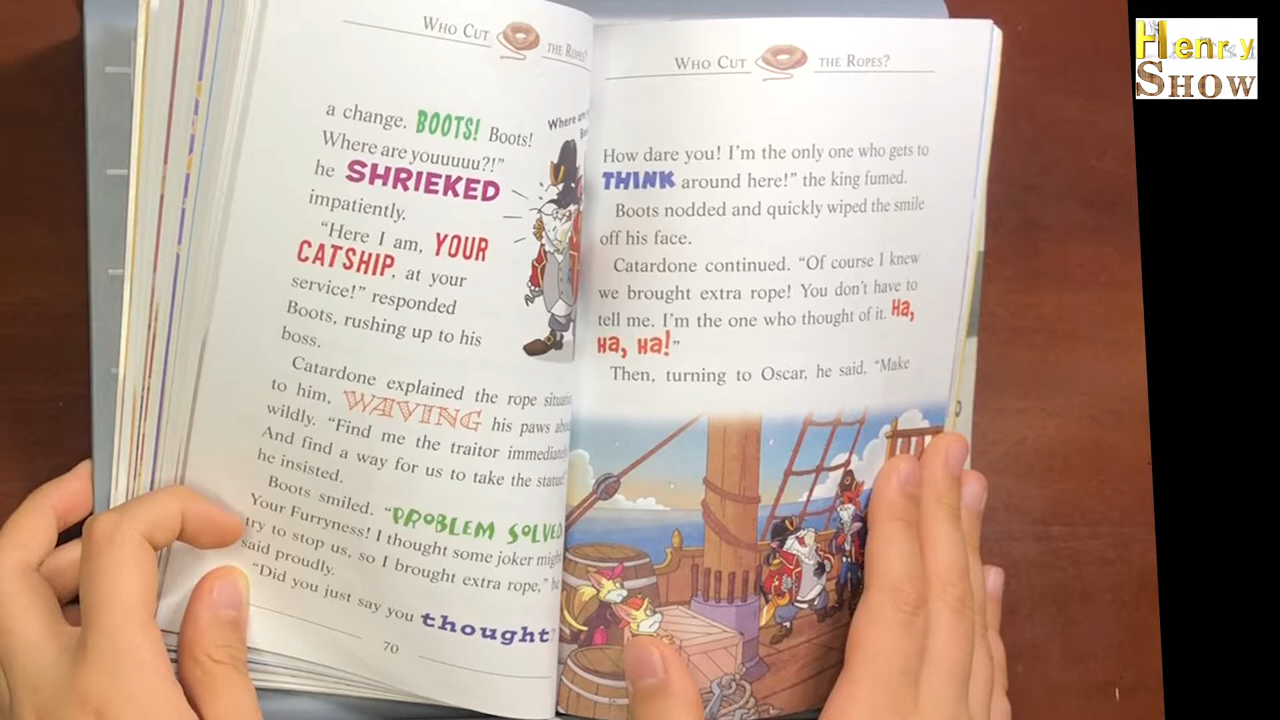 WHO CUT THE ROPES?
a change. BOOTS! Boots!
Where are youuuuu?!”
he SHRIEKED
impatiently.
“Here I am, YOUR
CATSHIP, at your
service!” responded
Boots, rushing up to his
boss.
Catardone explained the rope
to him, WAVING his paws
wildly. “Find me the traitor
And find a way for us to take the
he insisted.
Boots smiled. “PROBLEM SOLVED
Your Furryness! I thought some joker
try to stop us, so I brought extra rope,”
said proudly.
“Did you just say you thought?
70
Where are
WHO CUT THE ROPES?
How dare you! I’m the only one who gets to
THINK around here!” the king fumed.
Boots nodded and quickly wiped the smile
off his face.
Catardone continued. “Of course I knew
we brought extra rope! You don’t have to
tell me. I’m the one who thought of it. Ha,
Ha, Ha!”
Then, turning to Oscar, he said, “Make
Henry
SHOW